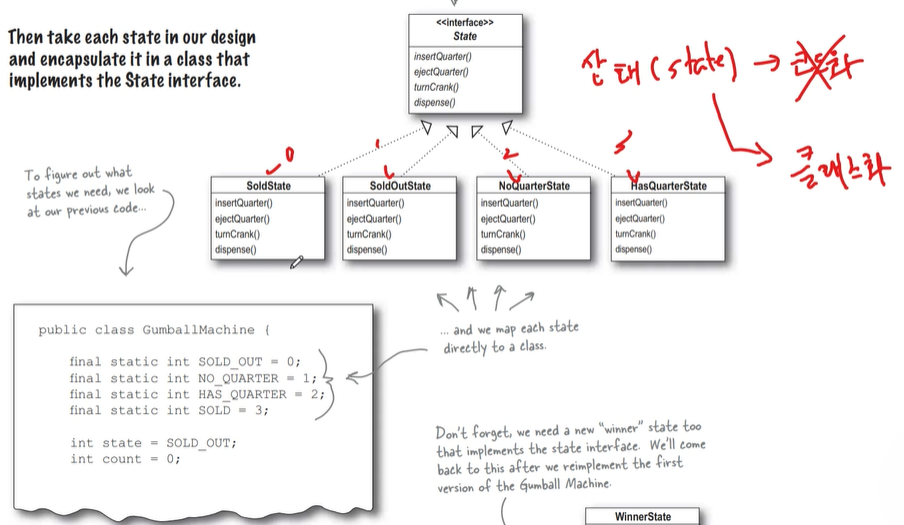 Then take each state in our design
and encapsulate it in a class that
implements the State interface.
<<interface>>
State
insertQuarter()
ejectQuarter()
turnCrank()
dispense()
상태(state) → 코드화
클래스화
0
1
2
3
To figure out what
states we need, we look
at our previous code...
SoldState
insertQuarter()
ejectQuarter()
turnCrank()
dispense()
SoldOutState
insertQuarter()
ejectQuarter()
turnCrank()
dispense()
NoQuarterState
insertQuarter()
ejectQuarter()
turnCrank()
dispense()
HasQuarterState
insertQuarter()
ejectQuarter()
turnCrank()
dispense()
public class GumballMachine {
final static int SOLD_OUT = 0;
final static int NO_QUARTER = 1;
final static int HAS_QUARTER = 2;
final static int SOLD = 3;
int state = SOLD_OUT;
int count = 0;
... and we map each state
directly to a class.
Don't forget, we need a new "winner" state too
that implements the state interface. We'll come
back to this after we reimplement the first
version of the Gumball Machine.
WinnerState